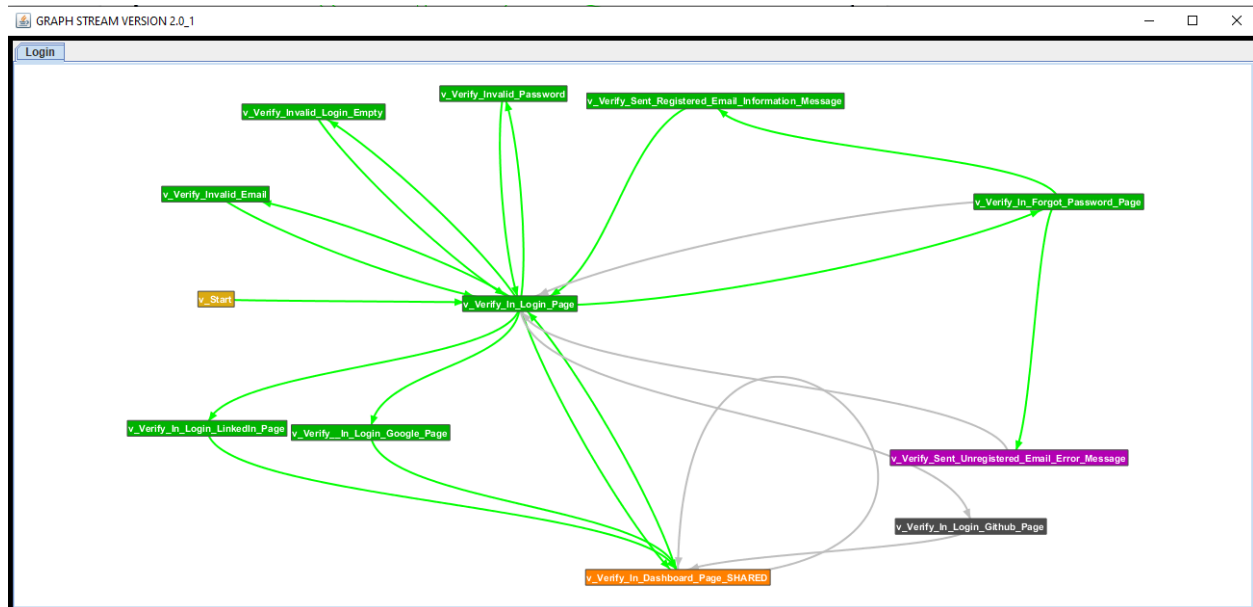 GRAPH STREAM VERSION 2.0_1
Login
v_Verify_Invalid_Password
v_Verify_Sent_Registered_Email_Information_Message
v_Verify_Invalid_Login_Empty
v_Verify_Invalid_Email
v_Verify_In_Forgot_Password_Page
v_Start
v_Verify_In_Login_Page
v_Verify_In_Login_LinkedIn_Page
v_Verify__In_Login_Google_Page
v_Verify_Sent_Unregistered_Email_Error_Message
v_Verify_In_Login_Github_Page
v_Verify_In_Dashboard_Page_SHARED